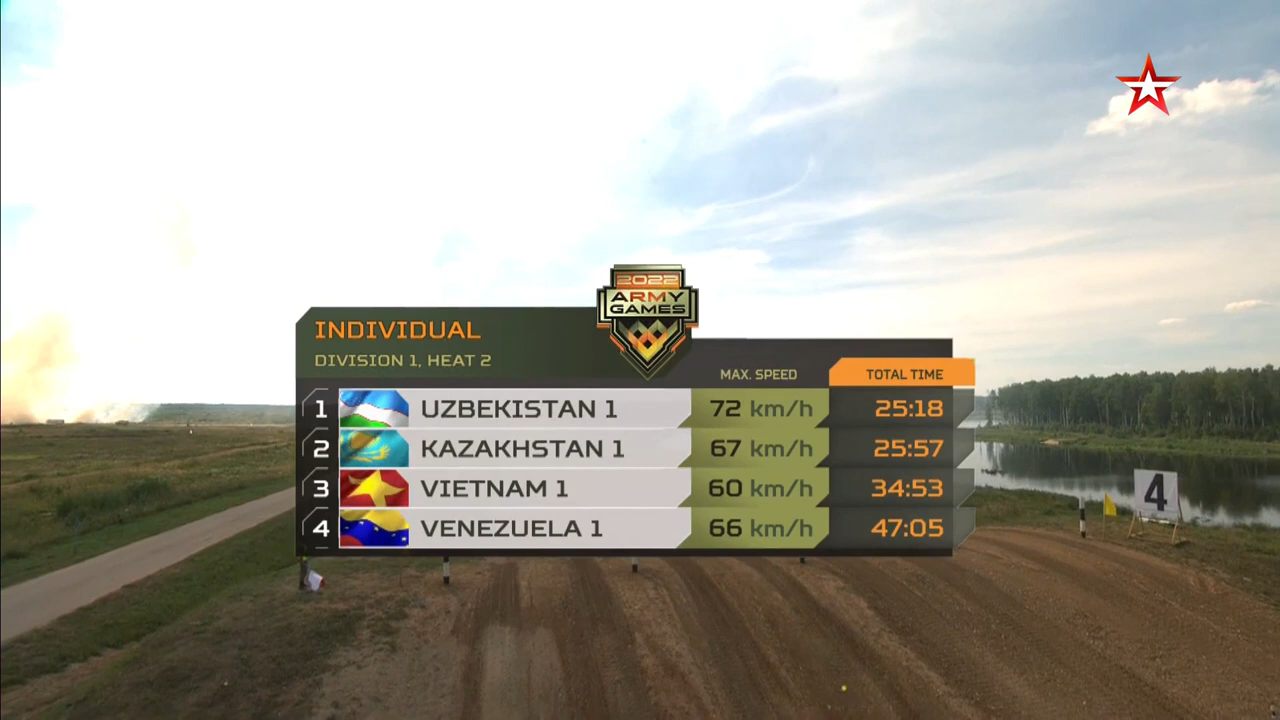 2022
ARMY
GAMES
INDIVIDUAL
DIVISION 1, HEAT 2
MAX. SPEED TOTAL TIME
1 UZBEKISTAN 1 72 km/h 25:18
2 KAZAKHSTAN 1 67 km/h 25:57
3 VIETNAM 1 60 km/h 34:53
4 VENEZUELA 1 66 km/h 47:05
4